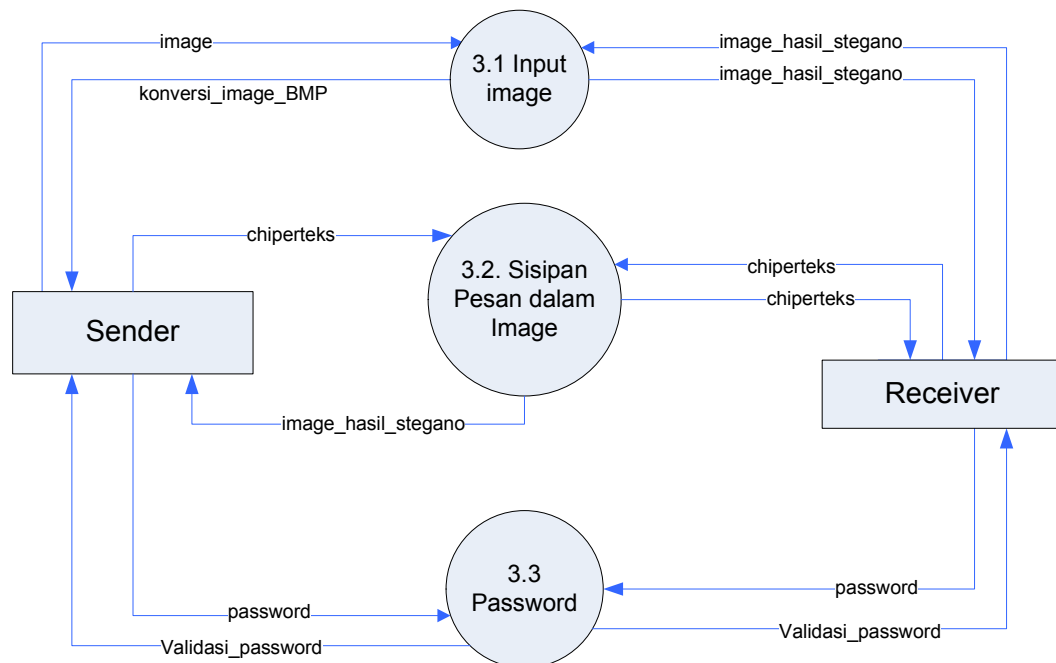 image
image_hasil_stegano
3.1 Input
image
image_hasil_stegano
konversi_image_BMP
chiperteks
3.2. Sisipan
Pesan dalam
Image
chiperteks
chiperteks
Sender
Receiver
image_hasil_stegano
3.3
Password
password
password
Validasi_password
Validasi_password